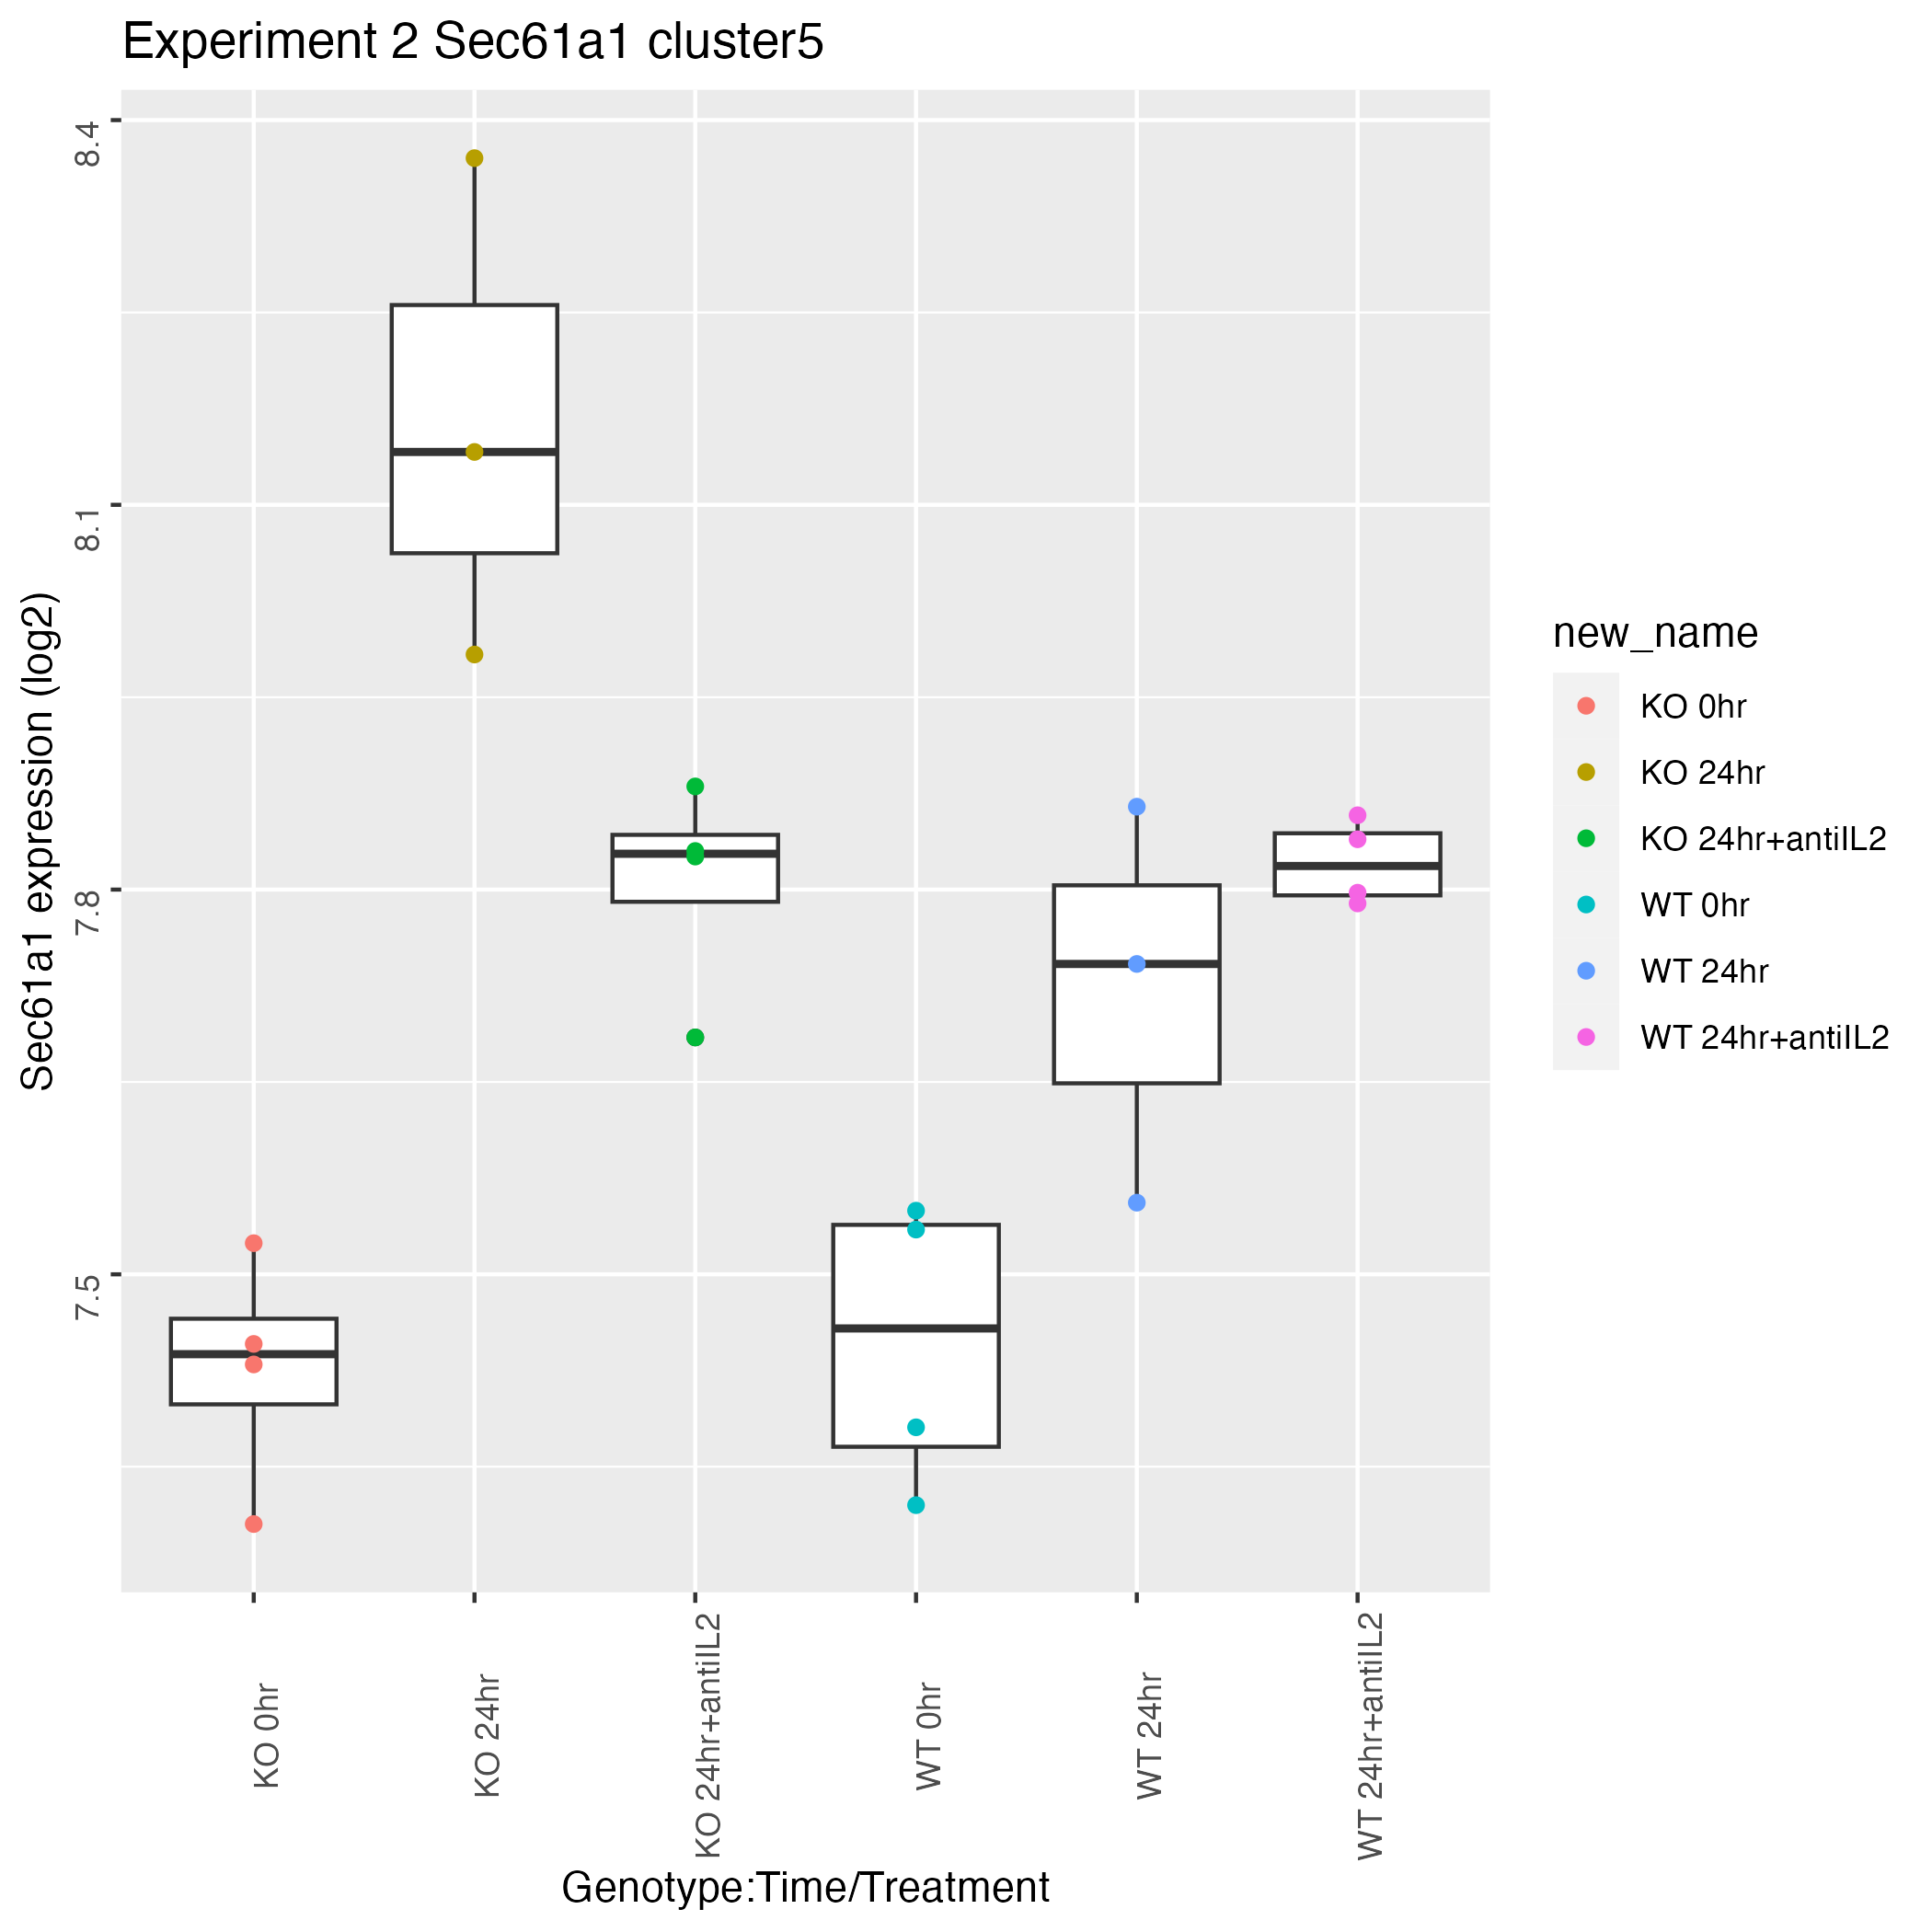 Experiment 2 Sec61a1 cluster5
Sec61a1 expression (log2)
8.4
8.1
7.8
7.5
KO 0hr
KO 24hr
KO 24hr+antiIL2
WT 0hr
WT 24hr
WT 24hr+antiIL2
Genotype:Time/Treatment
new_name
KO 0hr
KO 24hr
KO 24hr+antiIL2
WT 0hr
WT 24hr
WT 24hr+antiIL2